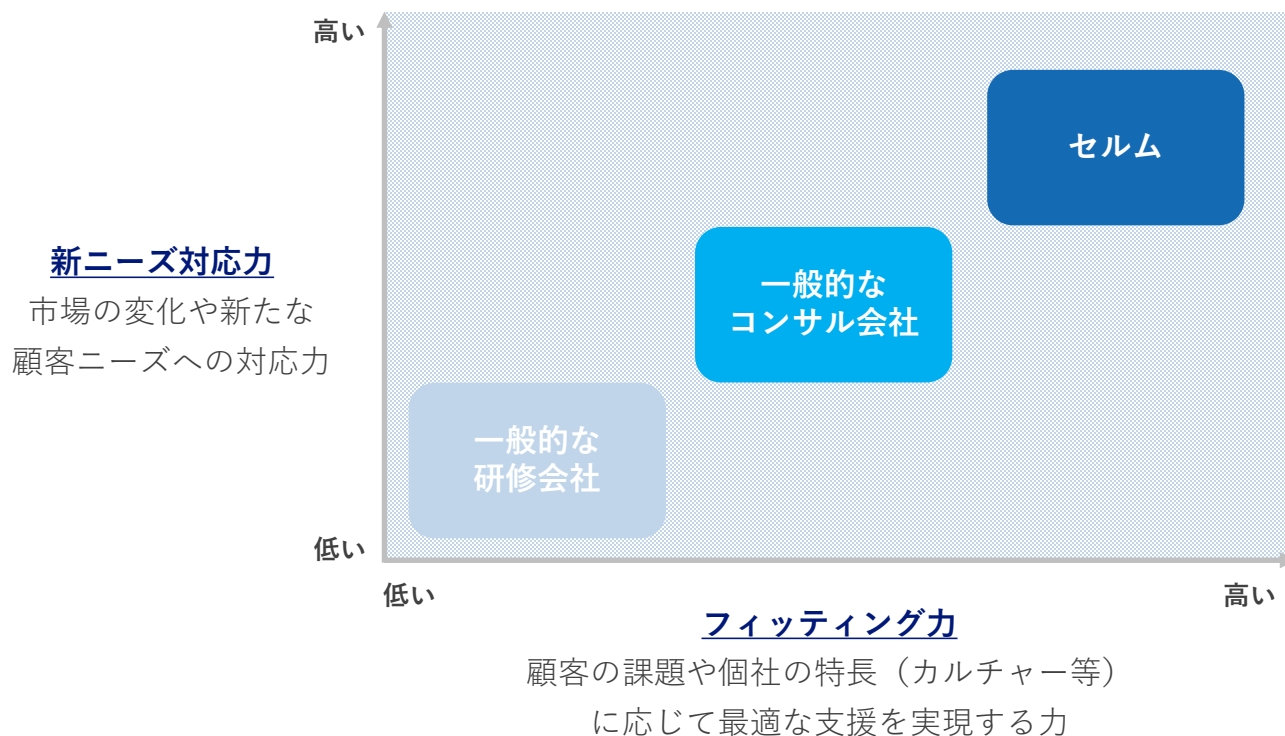 高い
セルム
新ニーズ対応力
市場の変化や新たな
顧客ニーズへの対応力
一般的な
コンサル会社
一般的な
研修会社
低い
低い
高い
フィッティング力
顧客の課題や個社の特長（カルチャー等）
に応じて最適な支援を実現する力